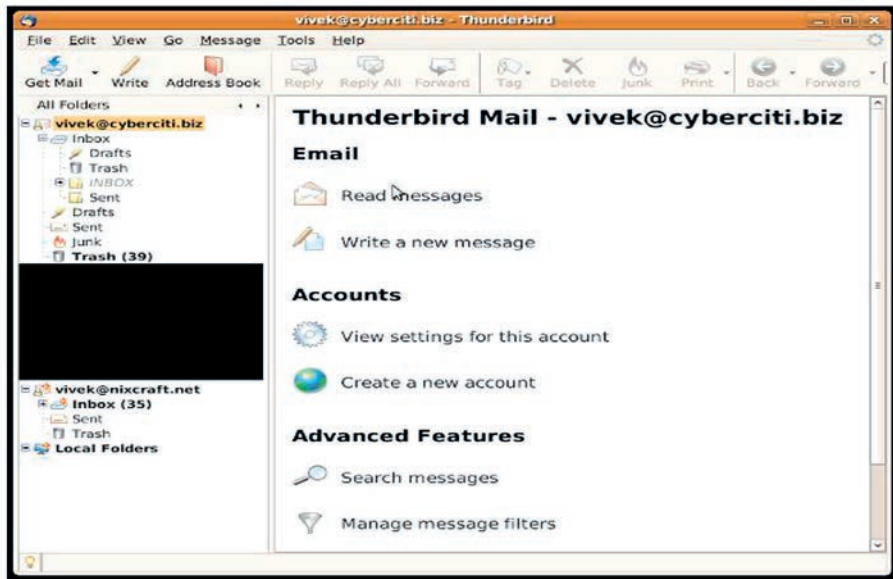 vivek@cyberciti.biz - Thunderbird
File Edit View Go Message Tools Help
Get Mail Write Address Book Reply Reply All Forward Tag Delete Junk Print Back Forward
All Folders
vivek@cyberciti.biz
Inbox
Drafts
Trash
INBOX
Sent
Drafts
Sent
Junk
Trash (39)
vivek@nixcraft.net
Inbox (35)
Sent
Trash
Local Folders
Thunderbird Mail - vivek@cyberciti.biz
Email
Read messages
Write a new message
Accounts
View settings for this account
Create a new account
Advanced Features
Search messages
Manage message filters